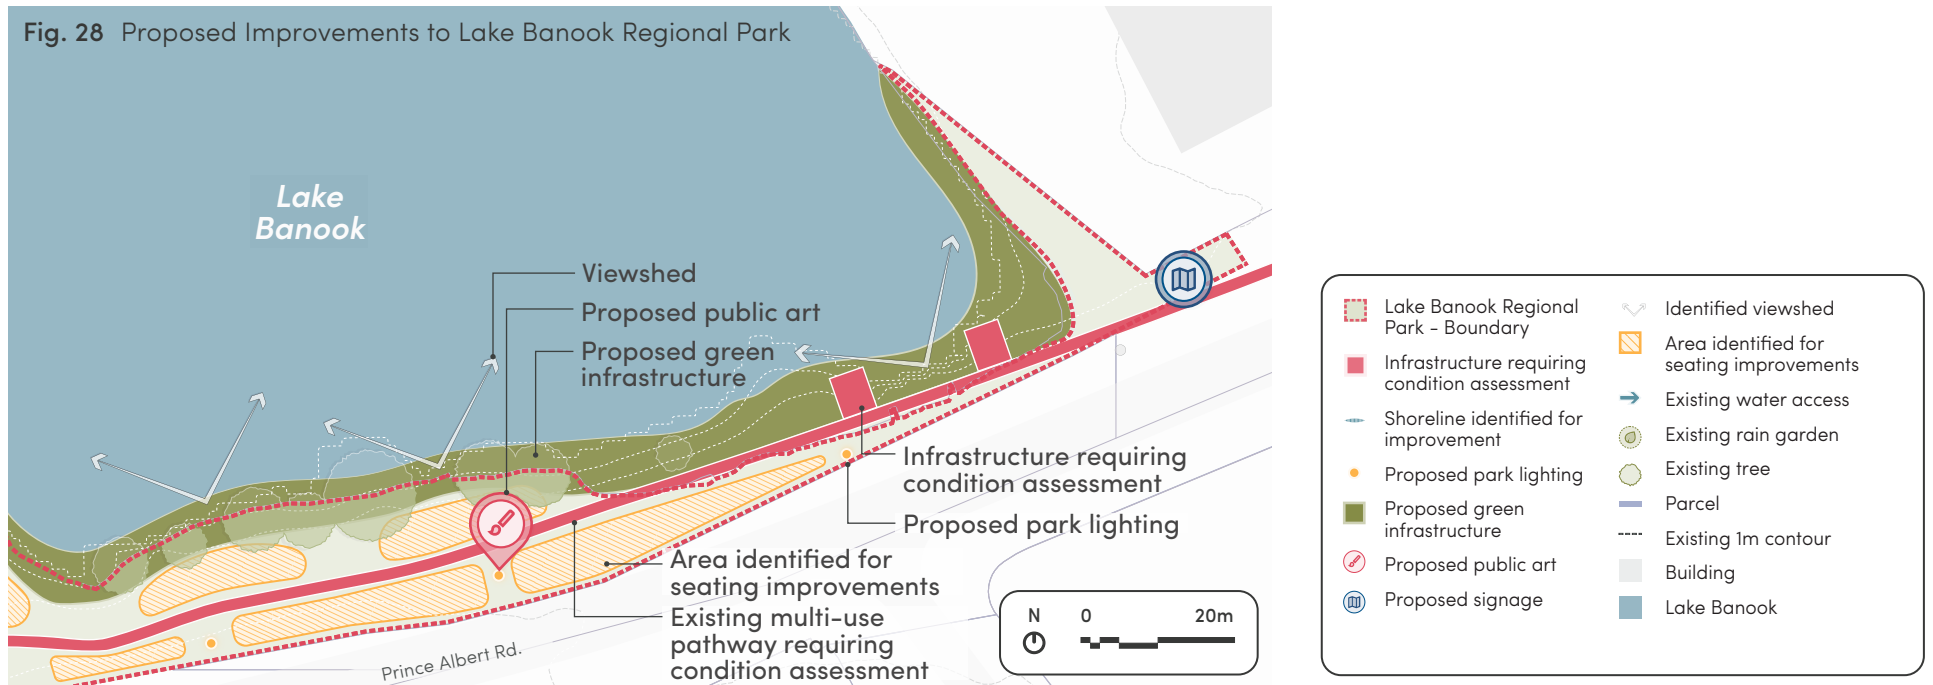 Fig. 28 Proposed Improvements to Lake Banook Regional Park
Lake
Banook
Viewshed
Proposed public art
Proposed green
infrastructure
Infrastructure requiring
condition assessment
Proposed park lighting
Area identified for
seating improvements
Existing multi-use
pathway requiring
condition assessment
Prince Albert Rd.
N 0 20m
Lake Banook Regional
Park - Boundary
Infrastructure requiring
condition assessment
Shoreline identified for
improvement
Proposed park lighting
Proposed green
infrastructure
Proposed public art
Proposed signage
Identified viewshed
Area identified for
seating improvements
Existing water access
Existing rain garden
Existing tree
Parcel
Existing 1m contour
Building
Lake Banook